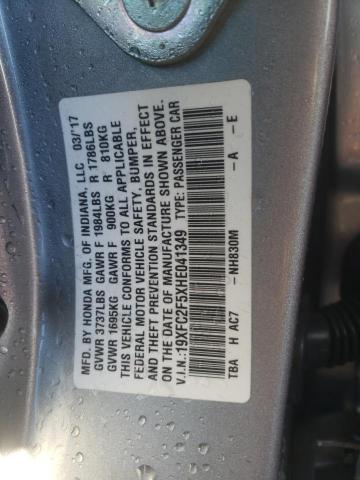 MFD. BY HONDA MFG. OF INDIANA, LLC 03/'17
GVWR 3737LBS GAWR F 1984LBS R 1786LBS
GVWR 1695KG GAWR F 900KG R 810KG
THIS VEHICLE CONFORMS TO ALL APPLICABLE
FEDERAL MOTOR VEHICLE SAFETY, BUMPER,
AND THEFT PREVENTION STANDARDS IN EFFECT
ON THE DATE OF MANUFACTURE SHOWN ABOVE.
V.I.N.:19XFC2F5XHE041349 TYPE: PASSENGER CAR
TBA H AC7 -NH830M -A -E